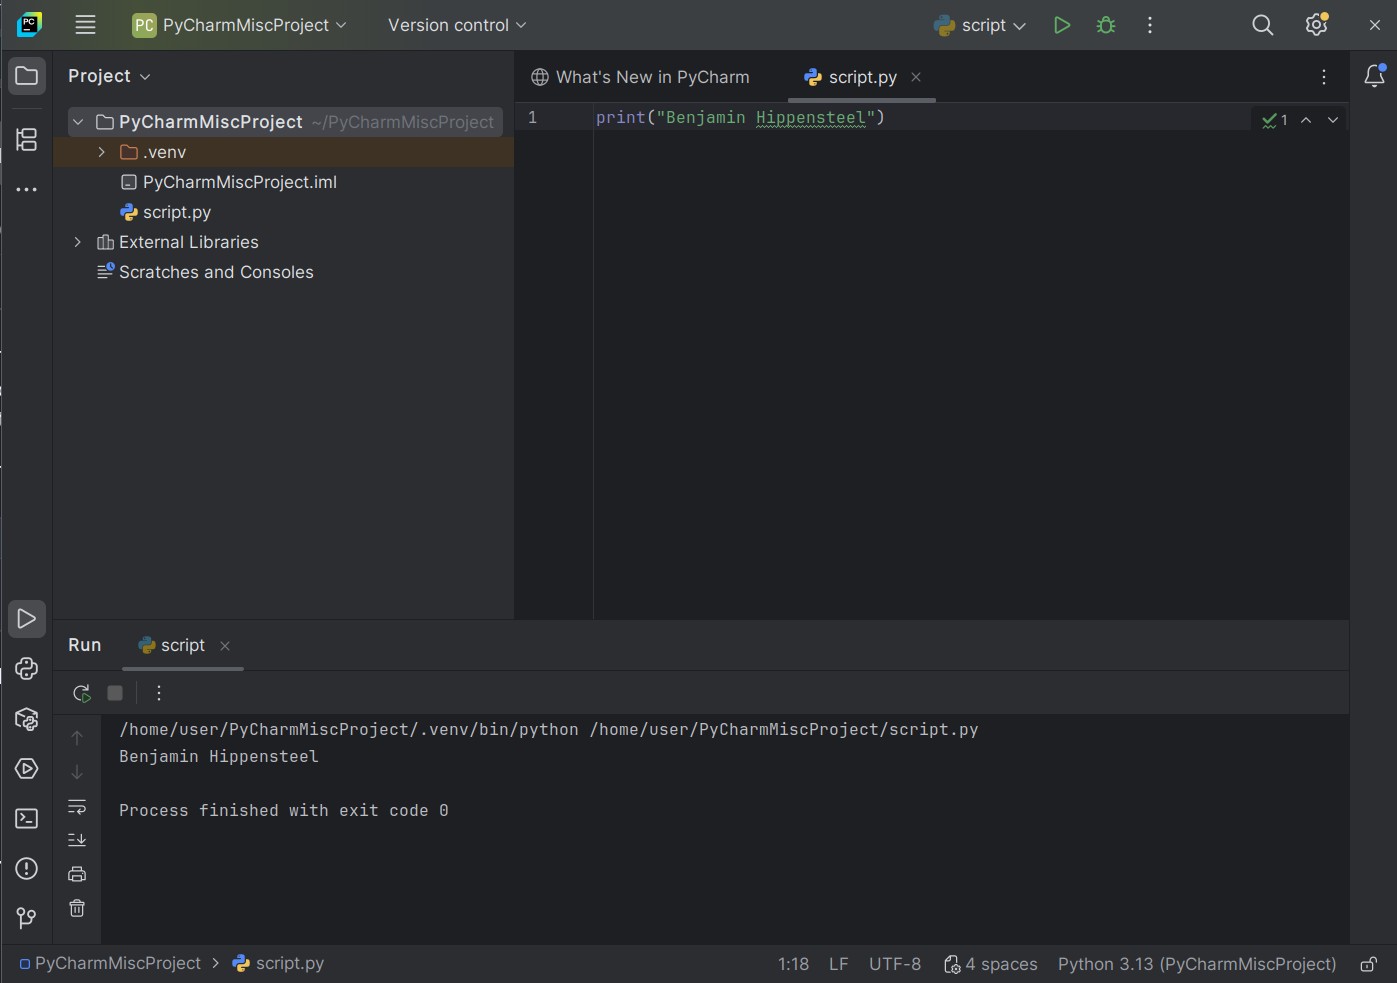 PC PyCharmMiscProject Version control script
Project
What's New in PyCharm script.py
PyCharmMiscProject ~/PyCharmMiscProject
.venv
PyCharmMiscProject.iml
script.py
External Libraries
Scratches and Consoles
1 print("Benjamin Hippensteel") 1
Run script
/home/user/PyCharmMiscProject/.venv/bin/python /home/user/PyCharmMiscProject/script.py
Benjamin Hippensteel
Process finished with exit code 0
PyCharmMiscProject > script.py 1:18 LF UTF-8 4 spaces Python 3.13 (PyCharmMiscProject)